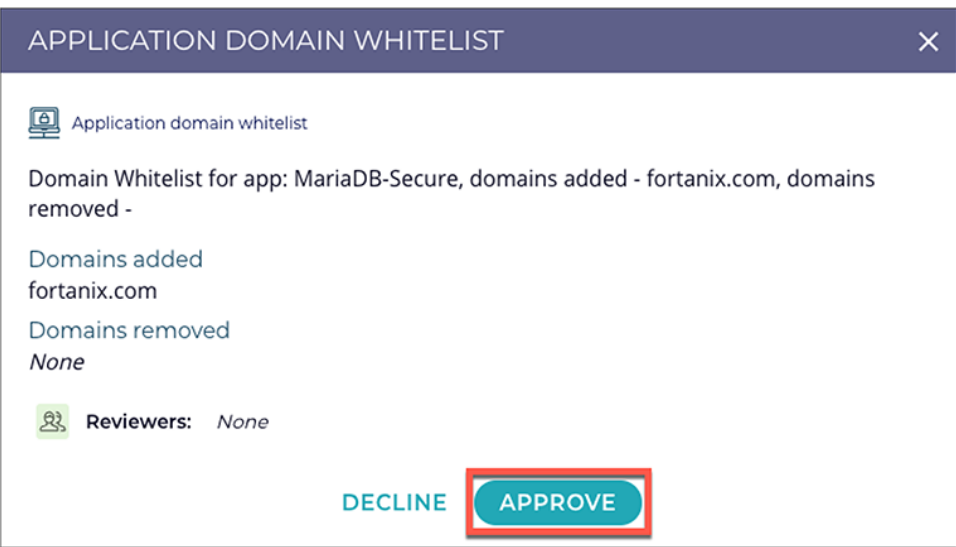 APPLICATION DOMAIN WHITELIST
Application domain whitelist
Domain Whitelist for app: MariaDB-Secure, domains added - fortanix.com, domains
removed -
Domains added
fortanix.com
Domains removed
None
Reviewers: None
DECLINE APPROVE